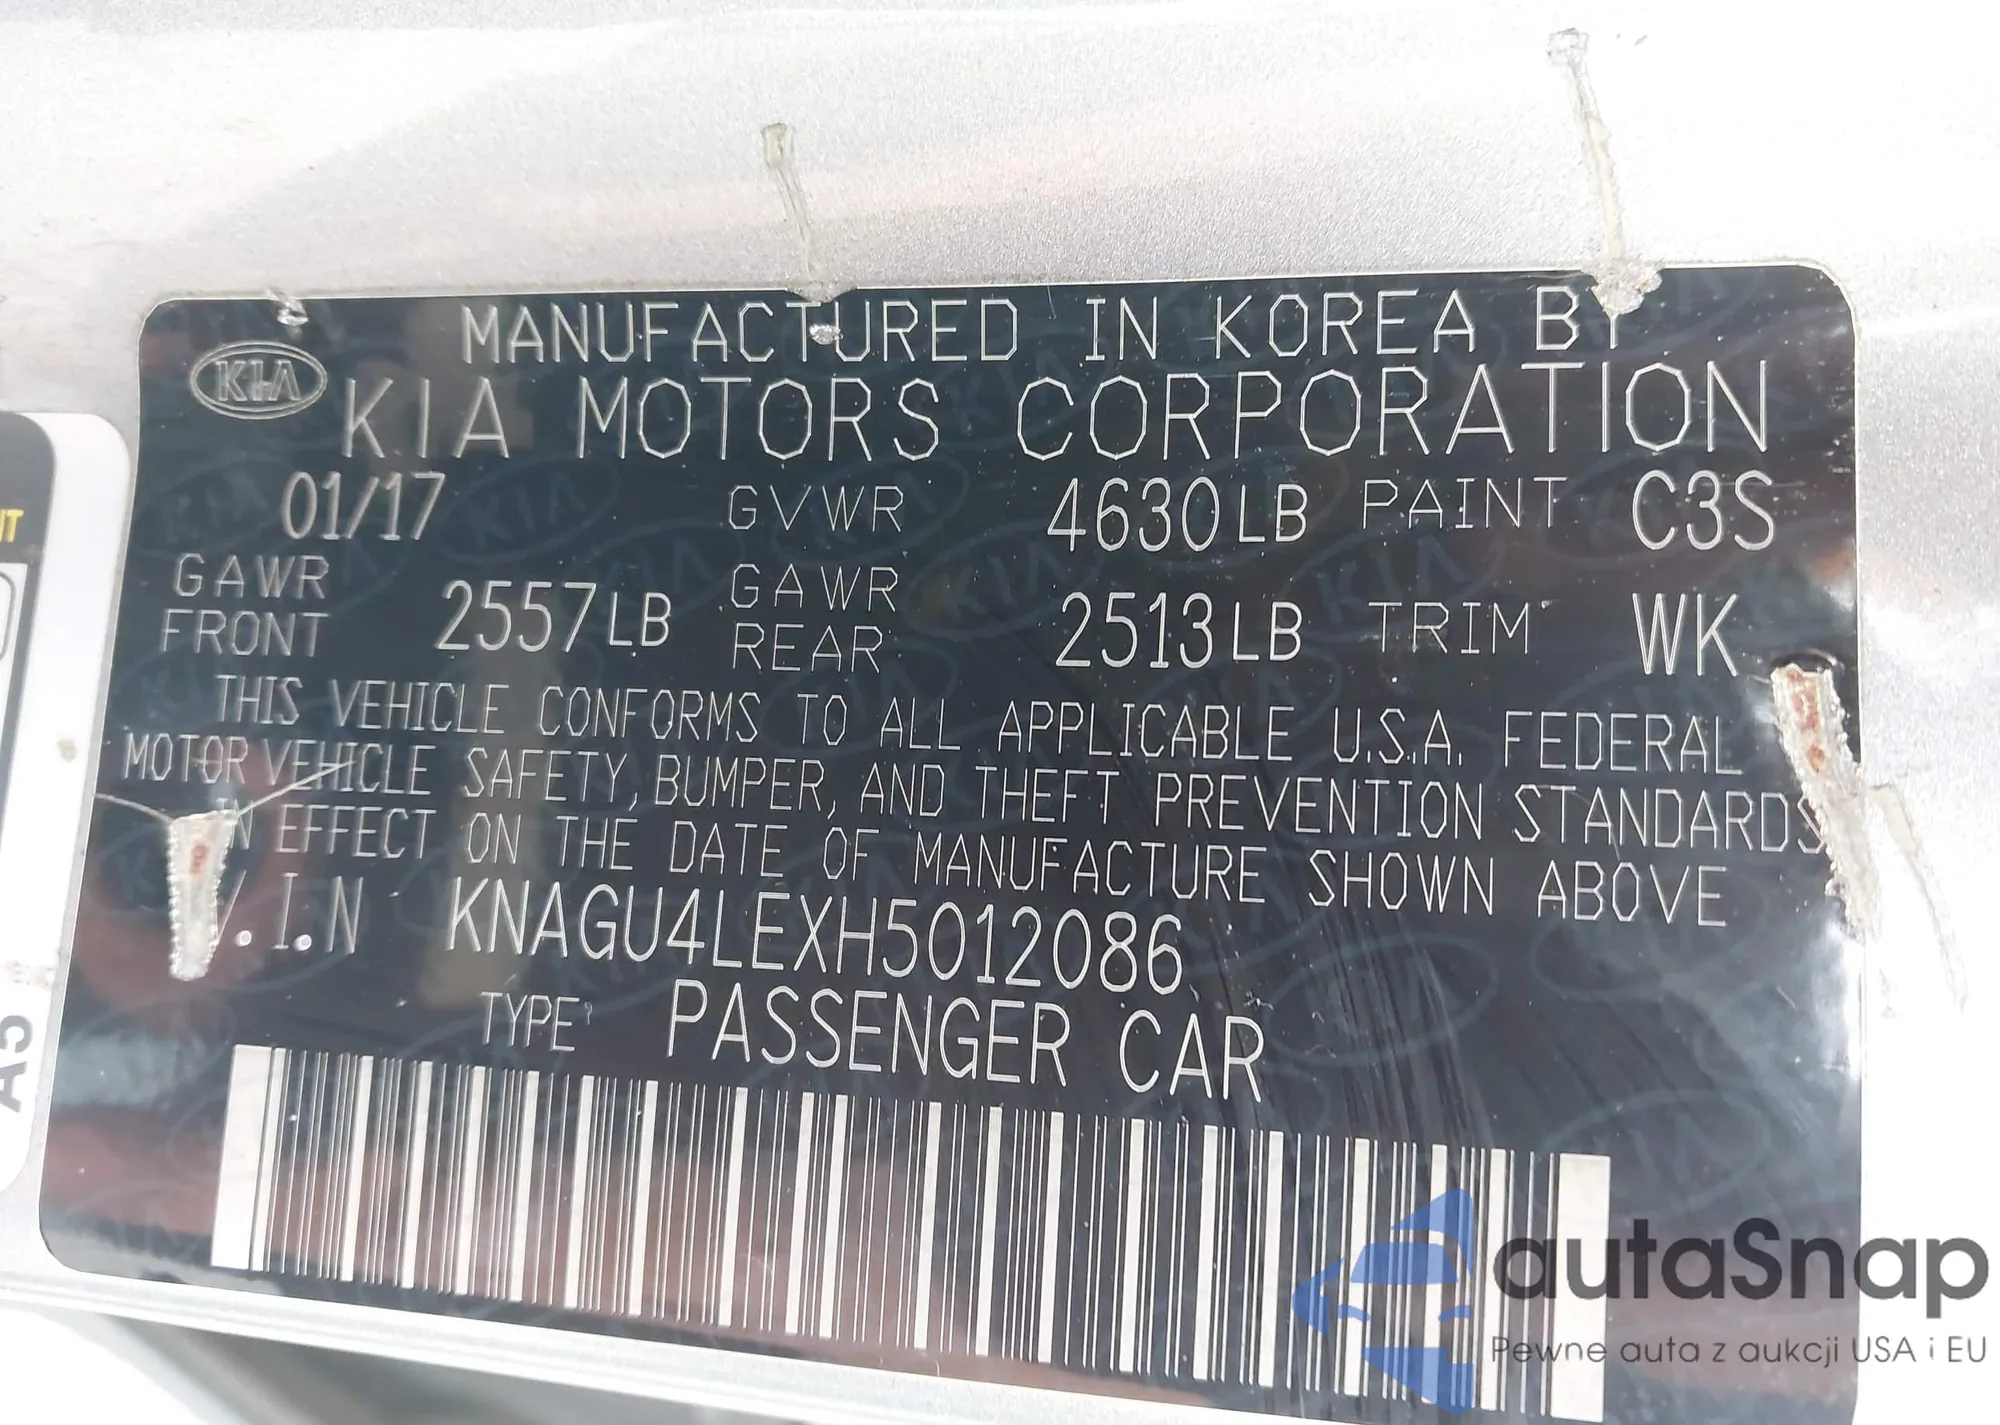 MANUFACTURED IN KOREA BY
KIA
KIA MOTORS CORPORATION
01/17 GVWR 4630LB PAINT C3S
GAWR FRONT 2557LB GAWR REAR 2513LB TRIM WK
THIS VEHICLE CONFORMS TO ALL APPLICABLE U.S.A. FEDERAL
MOTOR VEHICLE SAFETY, BUMPER, AND THEFT PREVENTION STANDARDS
IN EFFECT ON THE DATE OF MANUFACTURE SHOWN ABOVE
V.I.N KNAGU4LEXH5012086
TYPE: PASSENGER CAR
A5
autaSnap
Pewne auta z aukcji USA i EU